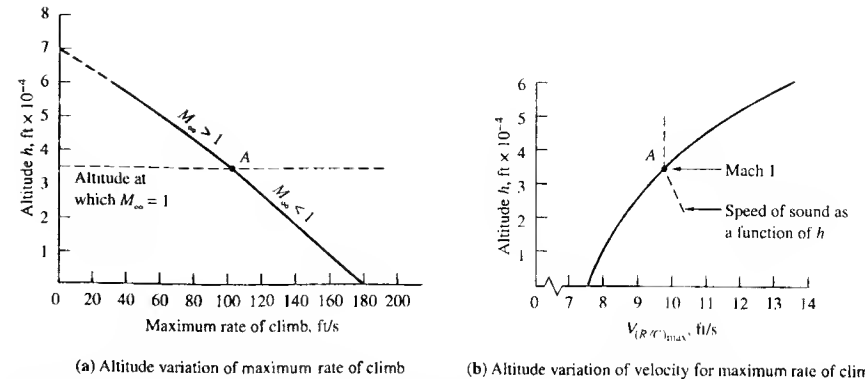 8
7
6
5
4
3
2
1
Altitude h, ft × 10⁻⁴
M∞ > 1
A
M∞ < 1
Altitude at
which M∞ = 1
0 20 40 60 80 100 120 140 160 180 200
Maximum rate of climb, ft/s
(a) Altitude variation of maximum rate of climb
6
5
4
3
2
1
Altitude h, ft × 10⁻⁴
A
Mach 1
Speed of sound as
a function of h
0 7 8 9 10 11 12 13 14
V(R/C)max, ft/s
(b) Altitude variation of velocity for maximum rate of clim